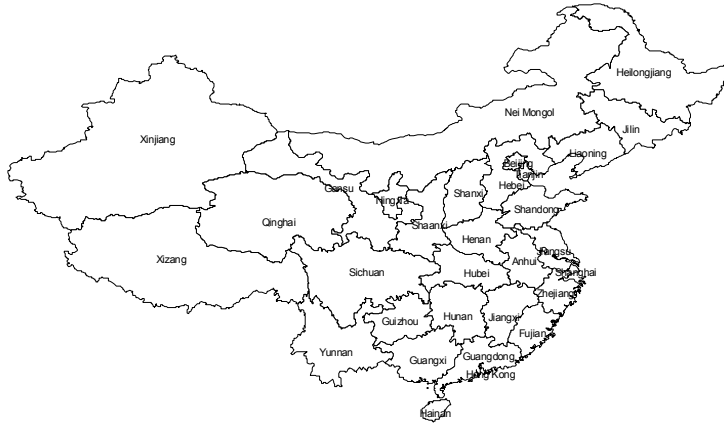 Heilongjiang
Nei Mongol
Jilin
Xinjiang
Liaoning
Beijing
Tianjin
Hebei
Gansu
Ningxia
Shanxi
Shandong
Qinghai
Shaanxi
Henan
Xizang
Jiangsu
Anhui
Shanghai
Sichuan
Hubei
Zhejiang
Guizhou
Hunan
Jiangxi
Fujian
Yunnan
Guangxi
Guangdong
Hong Kong
Hainan